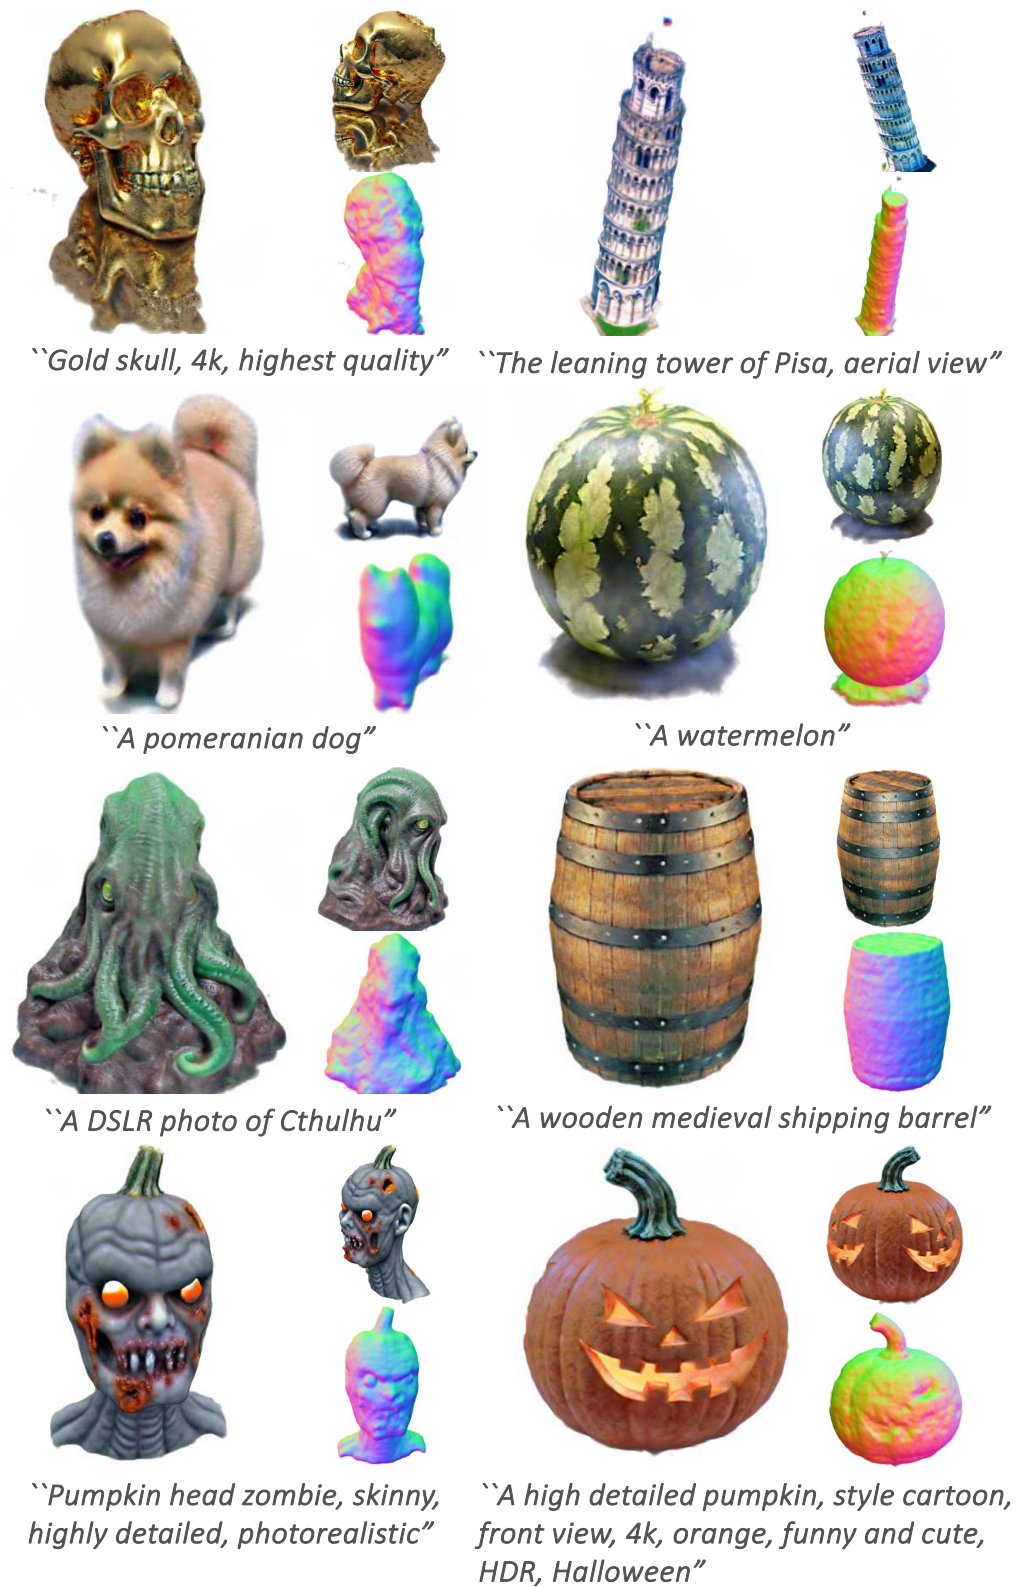 ``Gold skull, 4k, highest quality”
``The leaning tower of Pisa, aerial view”
``A pomeranian dog”
``A watermelon”
``A DSLR photo of Cthulhu”
``A wooden medieval shipping barrel”
``Pumpkin head zombie, skinny,
highly detailed, photorealistic”
``A high detailed pumpkin, style cartoon,
front view, 4k, orange, funny and cute,
HDR, Halloween”